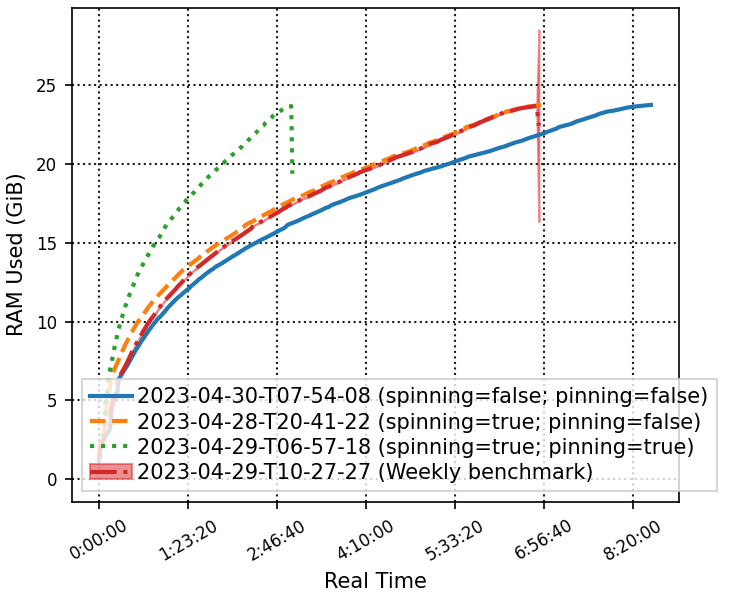 25
20
15
10
5
0
RAM Used (GiB)
2023-04-30-T07-54-08 (spinning=false; pinning=false)
2023-04-28-T20-41-22 (spinning=true; pinning=false)
2023-04-29-T06-57-18 (spinning=true; pinning=true)
2023-04-29-T10-27-27 (Weekly benchmark)
0:00:00 1:23:20 2:46:40 4:10:00 5:33:20 6:56:40 8:20:00
Real Time